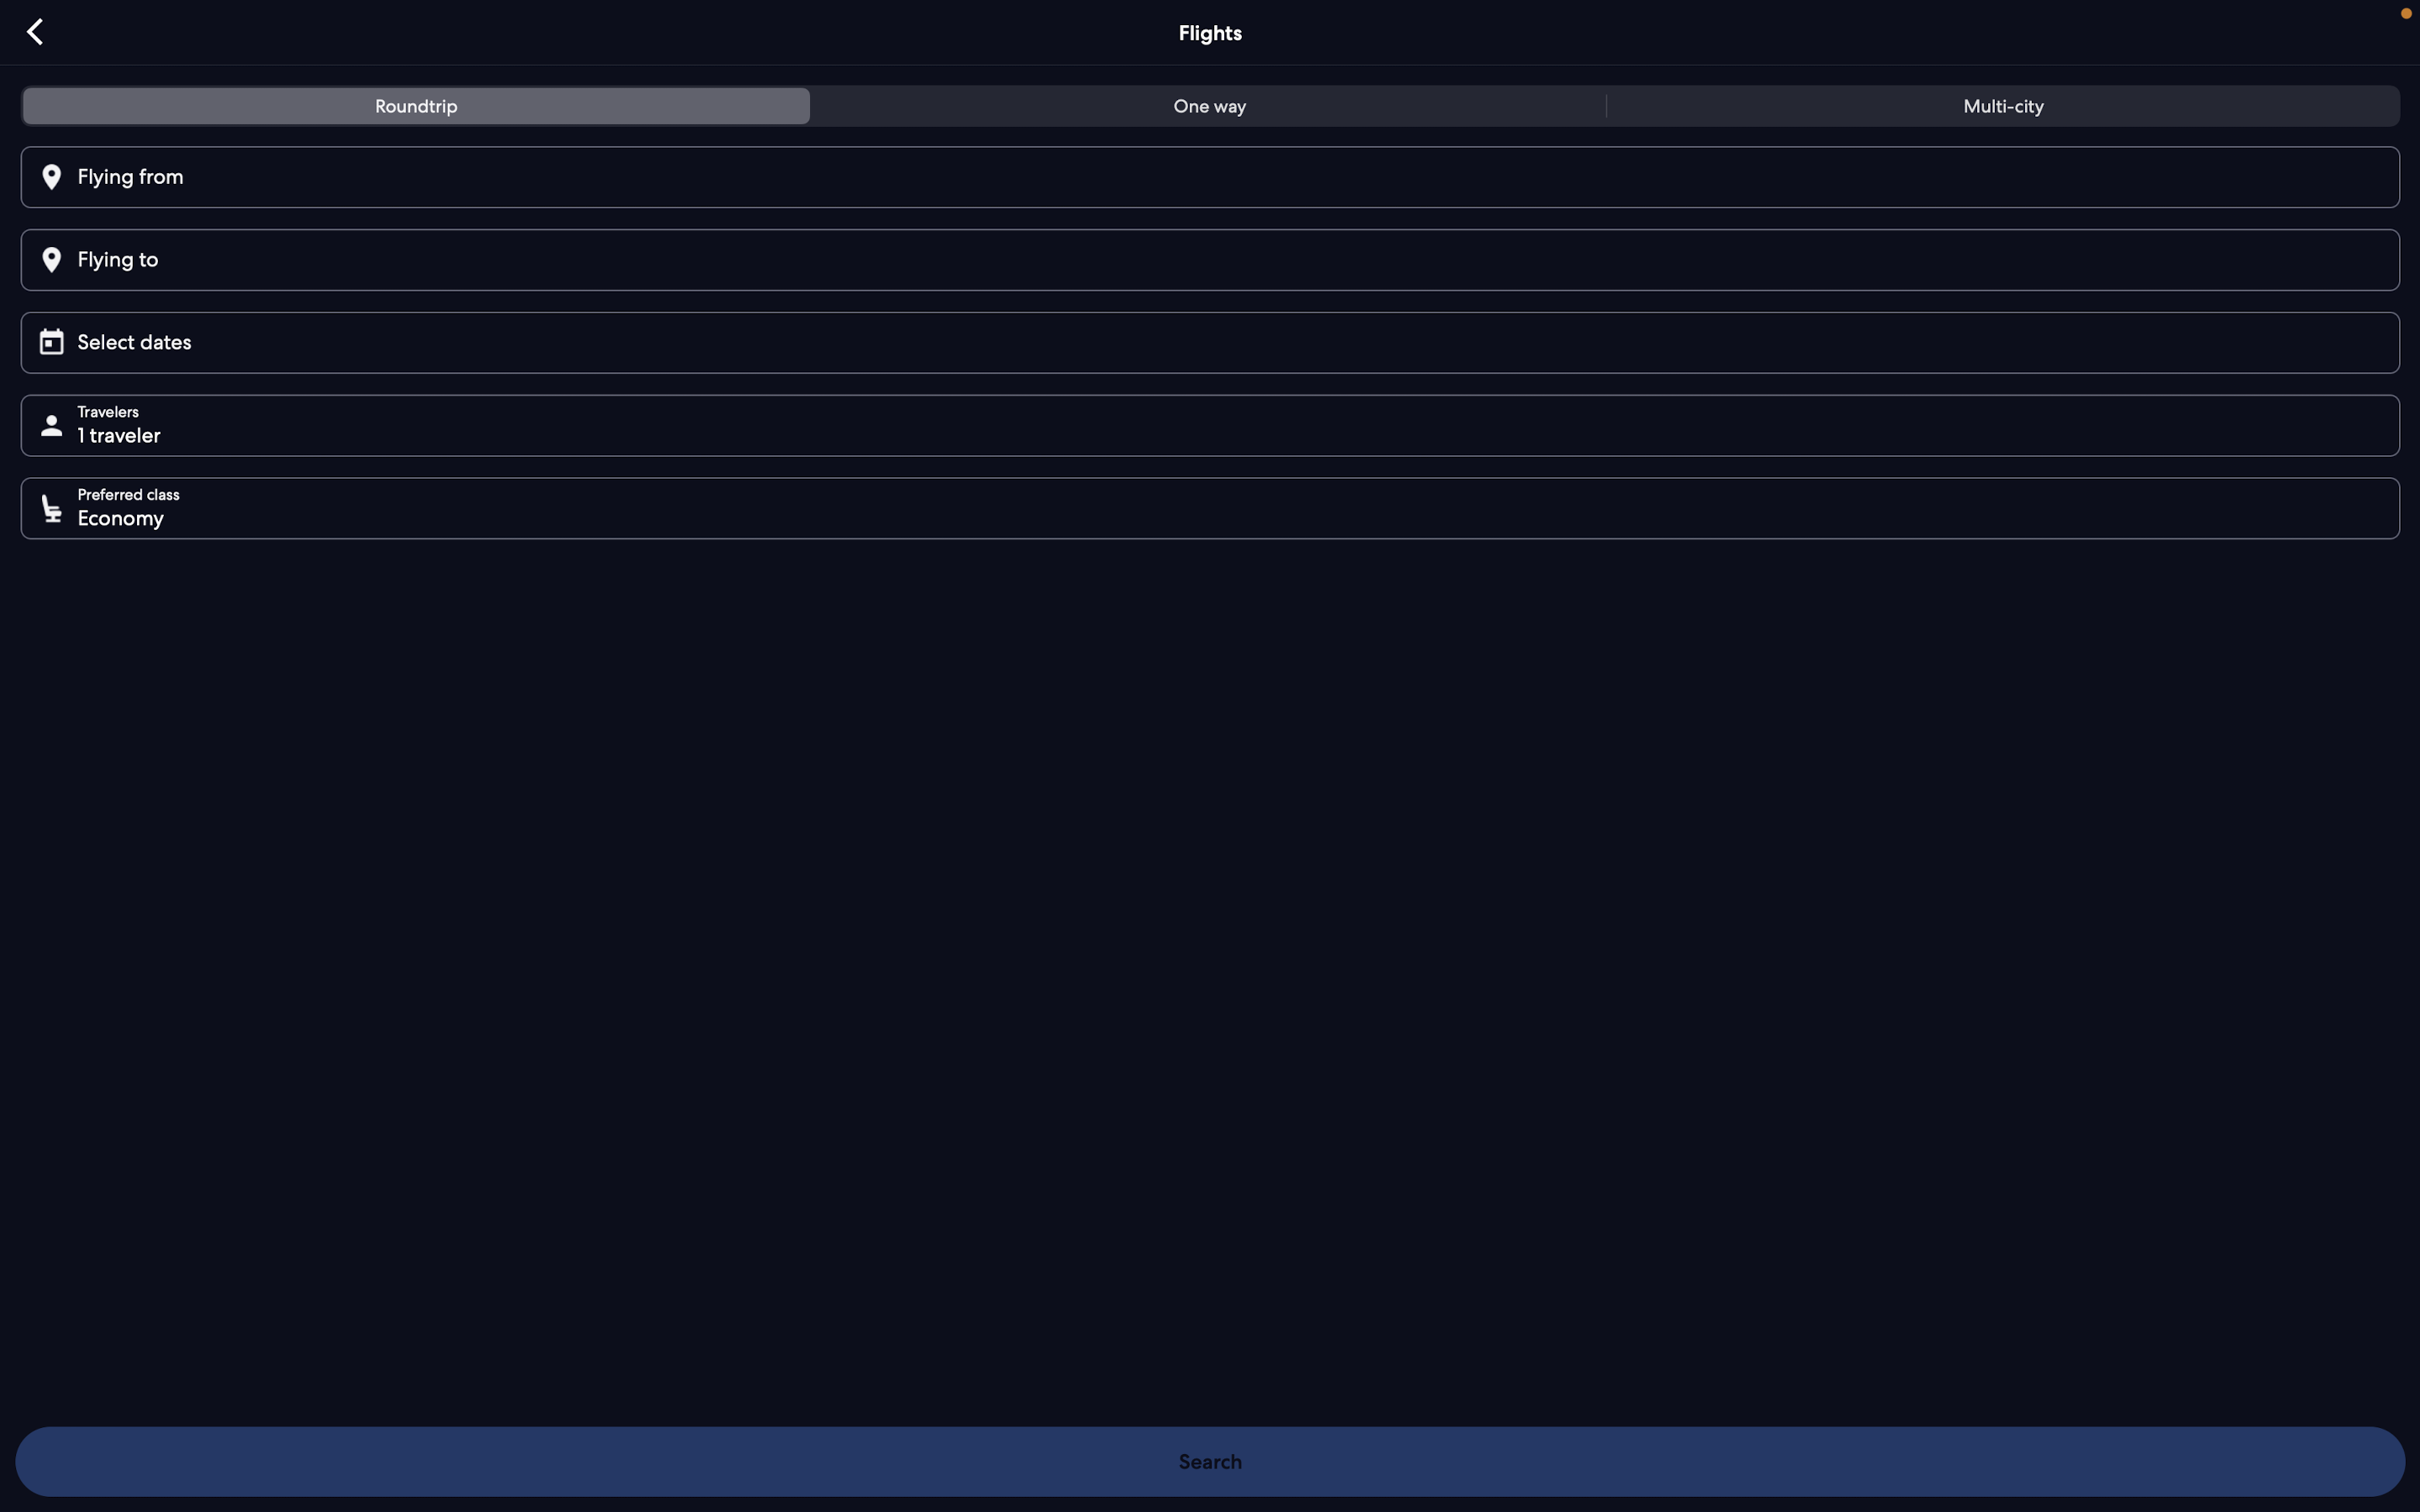 Flights
Roundtrip
One way
Multi-city
Flying from
Flying to
Select dates
Travelers
1 traveler
Preferred class
Economy
Search